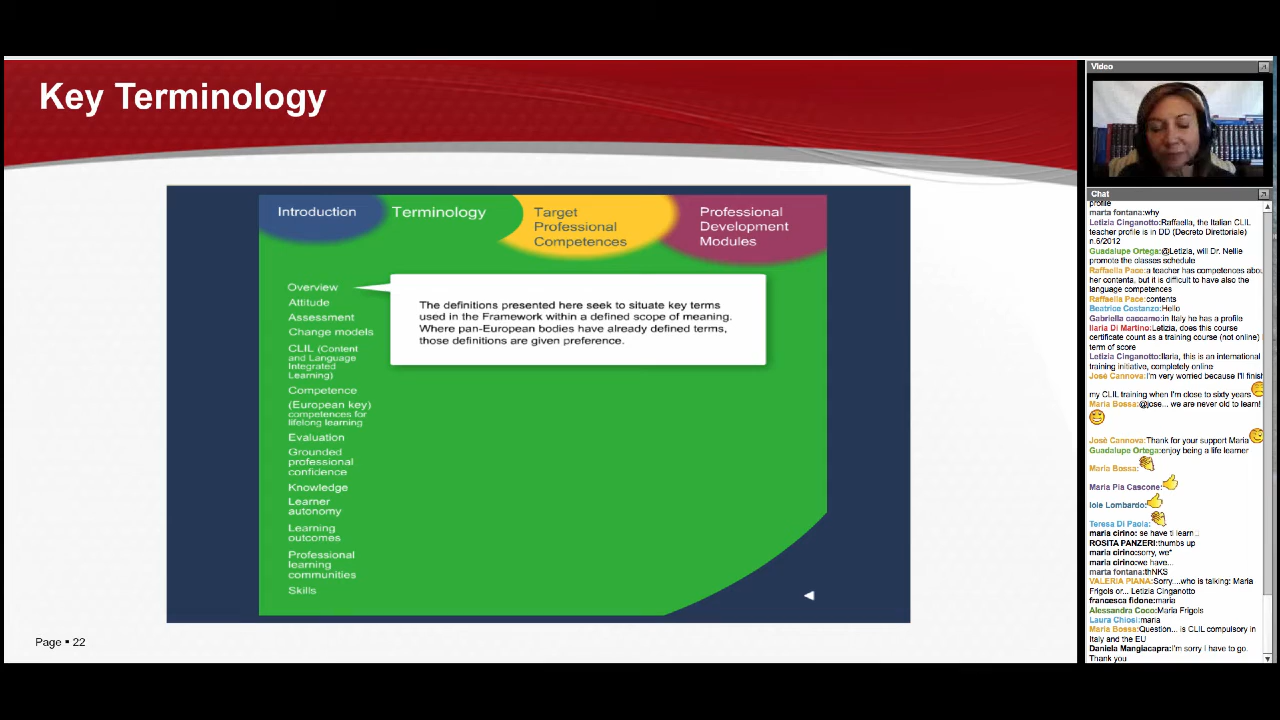 Key Terminology
Introduction
Terminology
Target
Professional
Competences
Professional
Development
Modules
Overview
Attitude
Assessment
Change models
CLIL (Content
and Language
Integrated
Learning)
Competence
(European key)
competences for
lifelong learning
Evaluation
Grounded
professional
confidence
Knowledge
Learner
autonomy
Learning
outcomes
Professional
learning
communities
Skills
The definitions presented here seek to situate key terms
used in the Framework within a defined scope of meaning.
Where pan-European bodies have already defined terms,
those definitions are given preference.
Page ▪ 22
Video
Chat
profile
marta fontana:why
Letizia Cinganotto:Raffaella, the Italian CLIL
teacher profile is in DD (Decreto Direttoriale)
n.6/2012
Guadalupe Ortega:@Letizia, will Dr. Nellie
promote the classes schedule
Raffaella Pace:a teacher has competences abou
her contenta, but it is difficult to have also the
language competences
Raffaella Pace:contents
Beatrice Costanzo:Hello
Gabriella caccamo:in Italy he has a profile
Ilaria Di Martino:Letizia, does this course
certificate count as a training course (not online) i
term of score
Letizia Cinganotto:Ilaria, this is an international
training initiative, completely online
Josè Cannova:I'm very worried because I'll finish
my CLIL training when I'm close to sixty years
Maria Bossa:@jose... we are never old to learn!
Josè Cannova:Thank for your support Maria
Guadalupe Ortega:enjoy being a life learner
Maria Bossa:
Maria Pia Cascone:
Iole Lombardo:
Teresa Di Paola:
maria cirino: se have ti learn..
ROSITA PANZERI:thumbs up
maria cirino:sorry, we*
maria cirino:we have...
marta fontana:thNKS
VALERIA PIANA:Sorry....who is talking: Maria
Frigols or... Letizia Cinganotto
francesca fidone:maria
Alessandra Coco:Maria Frigols
Laura Chiosi:maria
Maria Bossa:Question... is CLIL compulsory in
Italy and the EU
Daniela Mangiacapra:I'm sorry I have to go.
Thank you